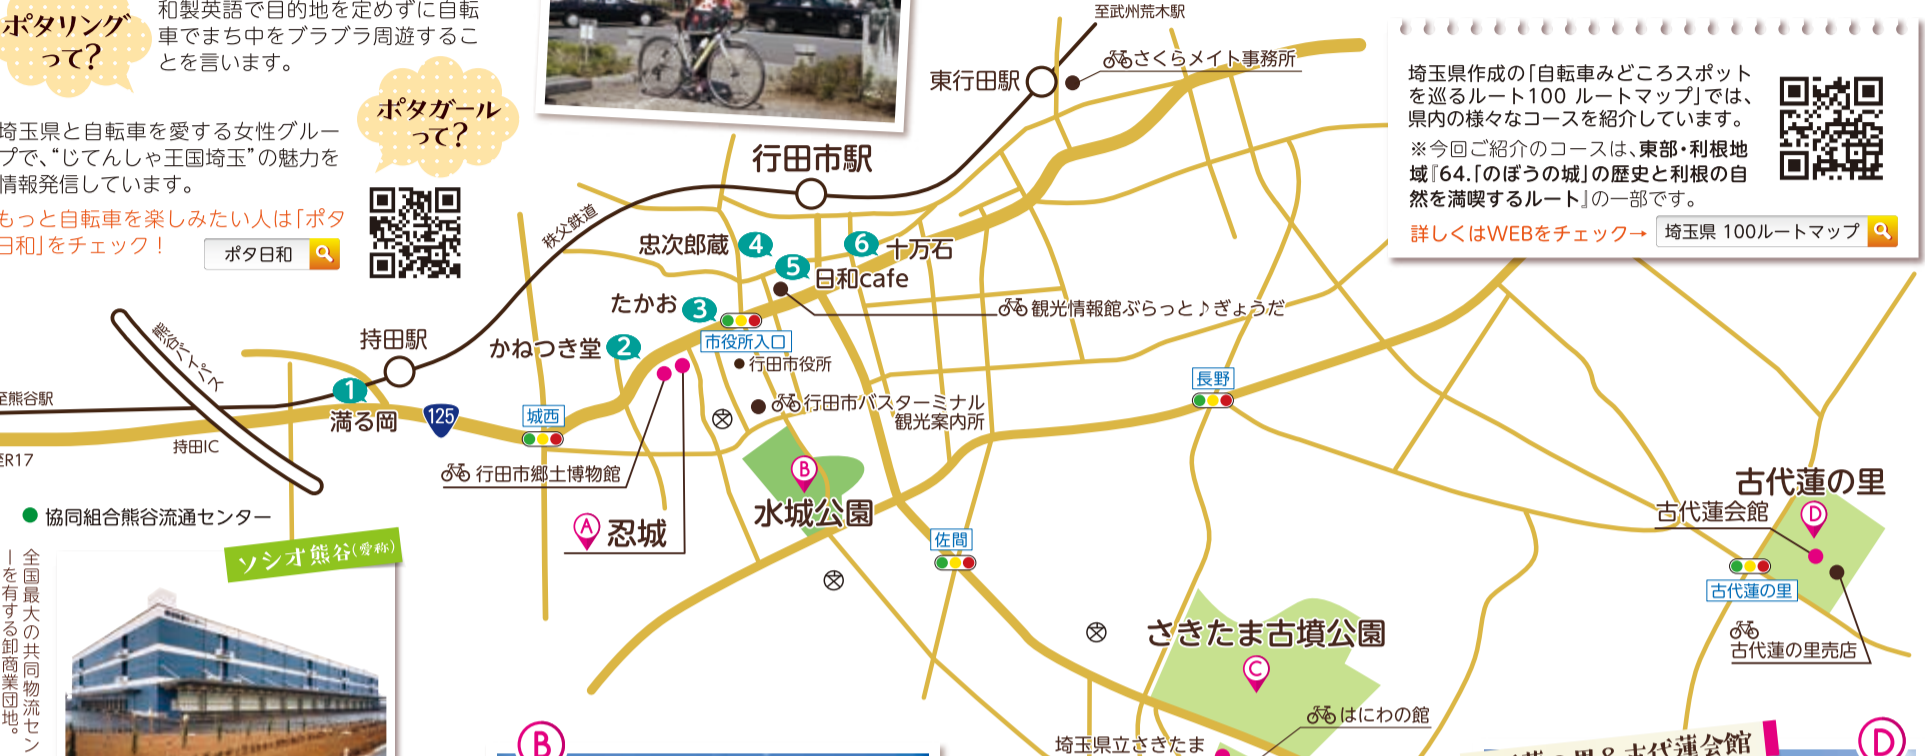 ポタリング
って?
和製英語で目的地を定めずに自転
車でまち中をブラブラ周遊するこ
とを言います。
ポタガール
って?
埼玉県と自転車を愛する女性グルー
プで、“じてんしゃ王国埼玉”の魅力を
情報発信しています。
もっと自転車を楽しみたい人は「ポタ
日和」をチェック！
ポタ日和
埼玉県作成の「自転車みどころスポット
を巡るルート100 ルートマップ」では、
県内の様々なコースを紹介しています。
※今回ご紹介のコースは、東部・利根地
域『64.「のぼうの城」の歴史と利根の自
然を満喫するルート』の一部です。
詳しくはWEBをチェック→
埼玉県 100ルートマップ
至武州荒木駅
さくらメイト事務所
東行田駅
行田市駅
秩父鉄道
忠次郎蔵
4
6
十万石
5
日和cafe
たかお
3
観光情報館ぶらっと♪ぎょうだ
市役所入口
かねつき堂
2
行田市役所
持田駅
熊谷バイパス
至熊谷駅
1
満る岡
125
城西
行田市バスターミナル
観光案内所
長野
持田IC
至R17
行田市郷土博物館
B
水城公園
A
忍城
佐間
古代蓮の里
古代蓮会館
D
古代蓮の里
古代蓮の里売店
さきたま古墳公園
C
はにわの館
埼玉県立さきたま
協同組合熊谷流通センター
ソシオ熊谷(愛称)
全国最大の共同物流セン
ーを有する卸商業団地。
B
蓮の里&古代蓮会館
D